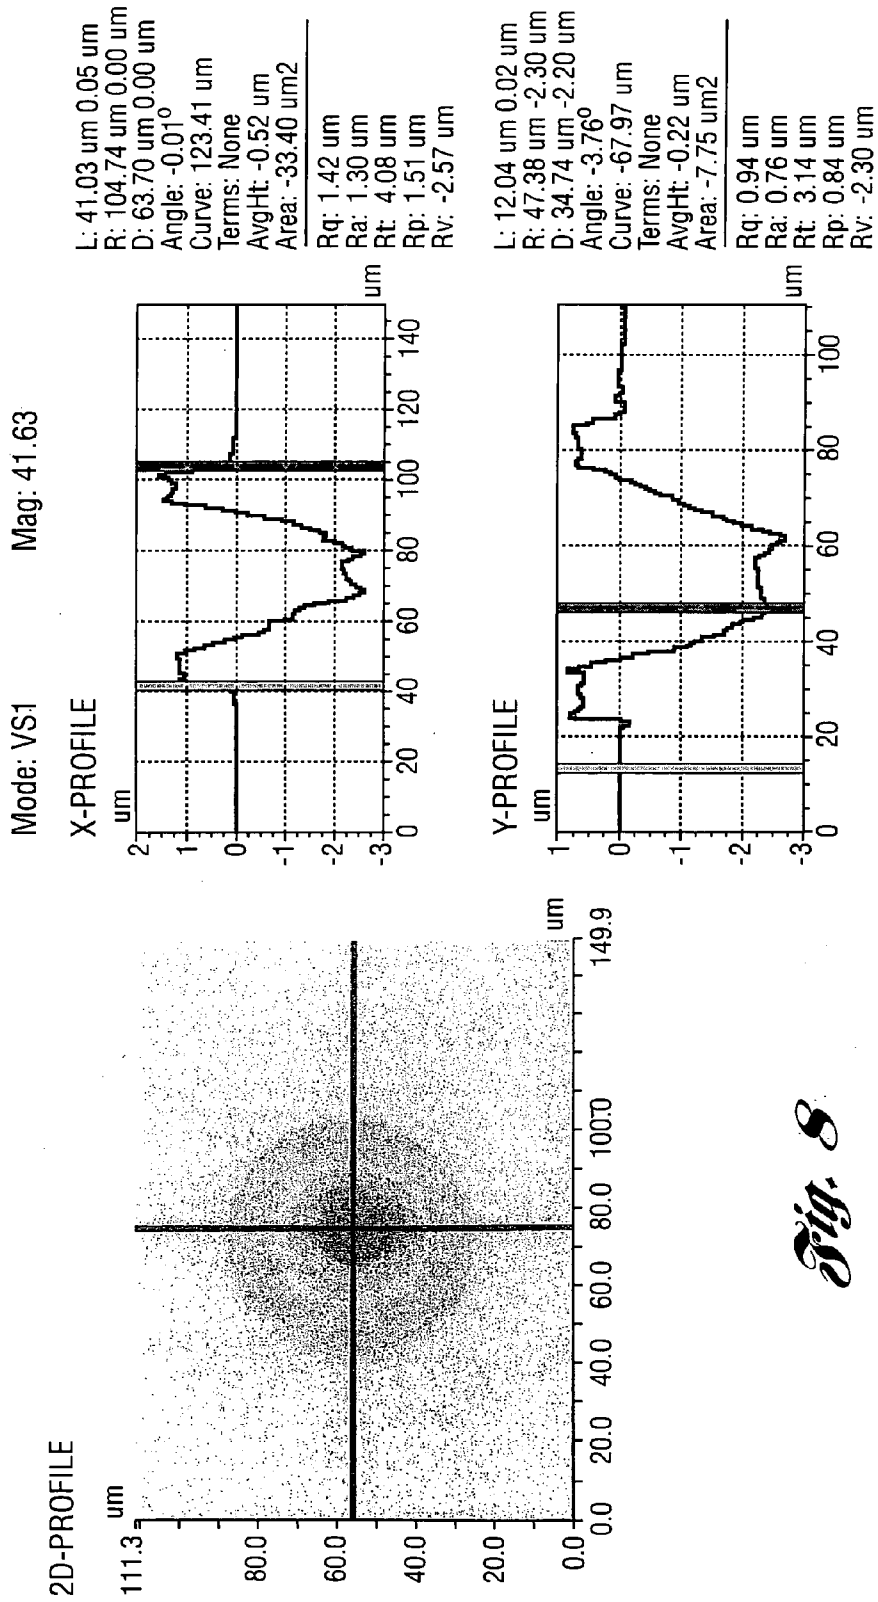 Mode: VS1
Mag: 41.63
2D-PROFILE
um
111.3
80.0
60.0
40.0
20.0
0.0
0.0
20.0
40.0
60.0
80.0
100.0
149.9
um
X-PROFILE
um
2
1
0
-1
-2
-3
0
20
40
60
80
100
120
140
um
L: 41.03 um 0.05 um
R: 104.74 um 0.00 um
D: 63.70 um 0.00 um
Angle: -0.01⁰
Curve: 123.41 um
Terms: None
AvgHt: -0.52 um
Area: -33.40 um2
Rq: 1.42 um
Ra: 1.30 um
Rt: 4.08 um
Rp: 1.51 um
Rv: -2.57 um
Y-PROFILE
um
1
0
-1
-2
-3
0
20
40
60
80
100
um
L: 12.04 um 0.02 um
R: 47.38 um -2.30 um
D: 34.74 um -2.20 um
Angle: -3.76⁰
Curve: -67.97 um
Terms: None
AvgHt: -0.22 um
Area: -7.75 um2
Rq: 0.94 um
Ra: 0.76 um
Rt: 3.14 um
Rp: 0.84 um
Rv: -2.30 um
Fig. 8